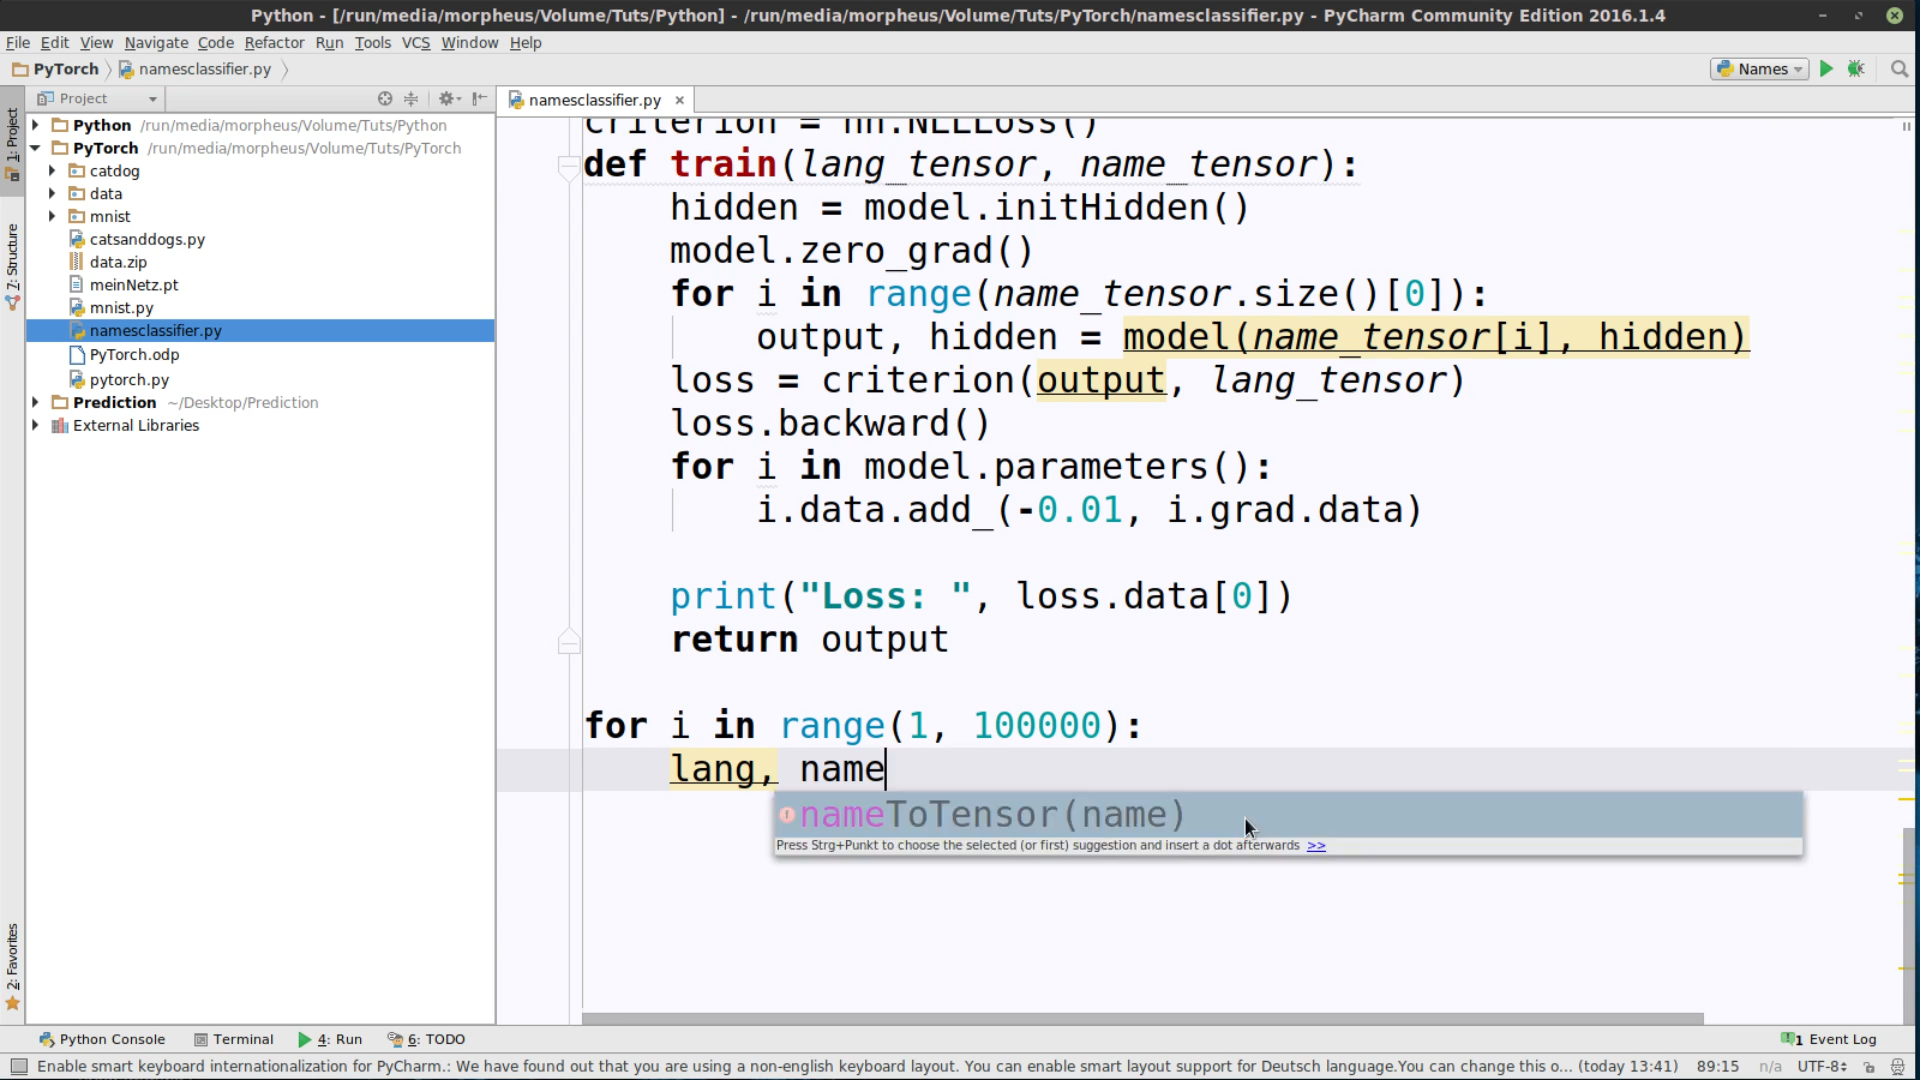 Python - [/run/media/morpheus/Volume/Tuts/Python] - /run/media/morpheus/Volume/Tuts/PyTorch/namesclassifier.py - PyCharm Community Edition 2016.1.4
File Edit View Navigate Code Refactor Run Tools VCS Window Help
PyTorch namesclassifier.py Names
Project namesclassifier.py
1: Project
7: Structure
2: Favorites
Python /run/media/morpheus/Volume/Tuts/Python
PyTorch /run/media/morpheus/Volume/Tuts/PyTorch
catdog
data
mnist
catsanddogs.py
data.zip
meinNetz.pt
mnist.py
namesclassifier.py
PyTorch.odp
pytorch.py
Prediction ~/Desktop/Prediction
External Libraries
criterion = nn.NLLLoss()
def train(lang_tensor, name_tensor):
hidden = model.initHidden()
model.zero_grad()
for i in range(name_tensor.size()[0]):
output, hidden = model(name_tensor[i], hidden)
loss = criterion(output, lang_tensor)
loss.backward()
for i in model.parameters():
i.data.add_(-0.01, i.grad.data)
print("Loss: ", loss.data[0])
return output
for i in range(1, 100000):
lang, name
nameToTensor(name)
Press Strg+Punkt to choose the selected (or first) suggestion and insert a dot afterwards >>
Python Console Terminal 4: Run 6: TODO 1 Event Log
Enable smart keyboard internationalization for PyCharm.: We have found out that you are using a non-english keyboard layout. You can enable smart layout support for Deutsch language.You can change this o... (today 13:41) 89:15 n/a UTF-8